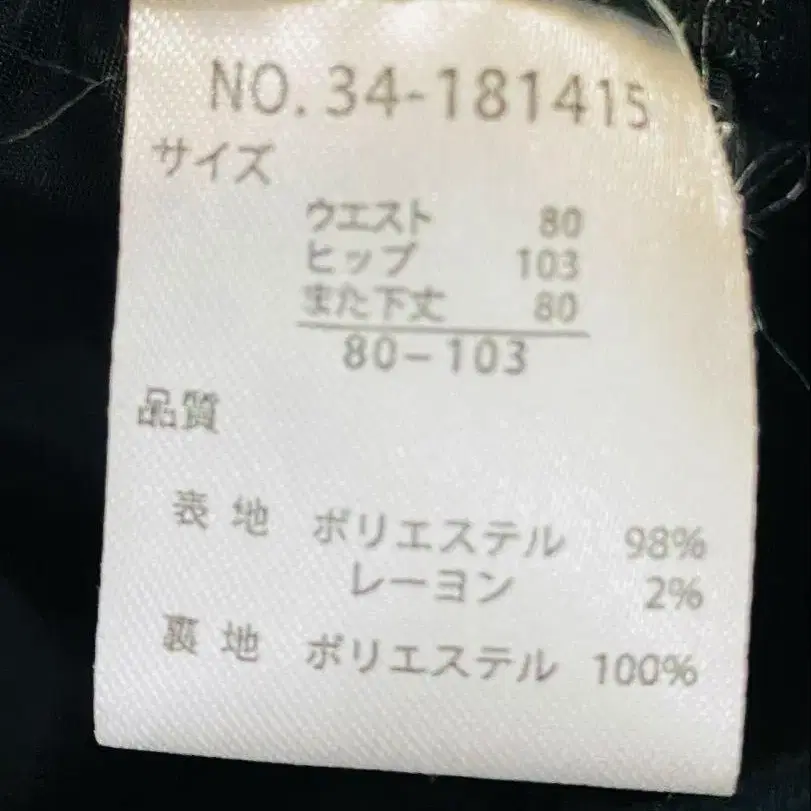 NO.34-181415
サイズ
ウエスト 80
ヒップ 103
また下丈 80
80-103
品質
表地 ポリエステル 98%
レーヨン 2%
裏地 ポリエステル 100%